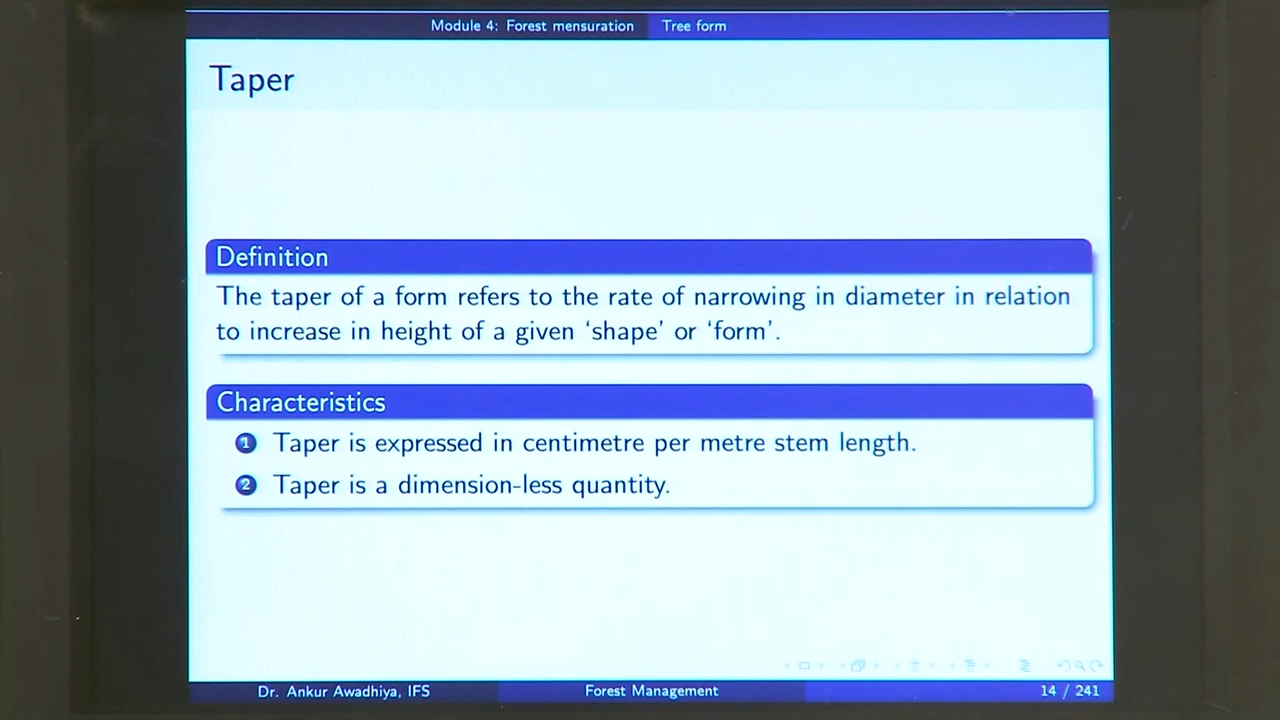 Module 4: Forest mensuration Tree form
Taper
Definition
The taper of a form refers to the rate of narrowing in diameter in relation
to increase in height of a given ‘shape’ or ‘form’.
Characteristics
1 Taper is expressed in centimetre per metre stem length.
2 Taper is a dimension-less quantity.
Dr. Ankur Awadhiya, IFS Forest Management 14 / 241